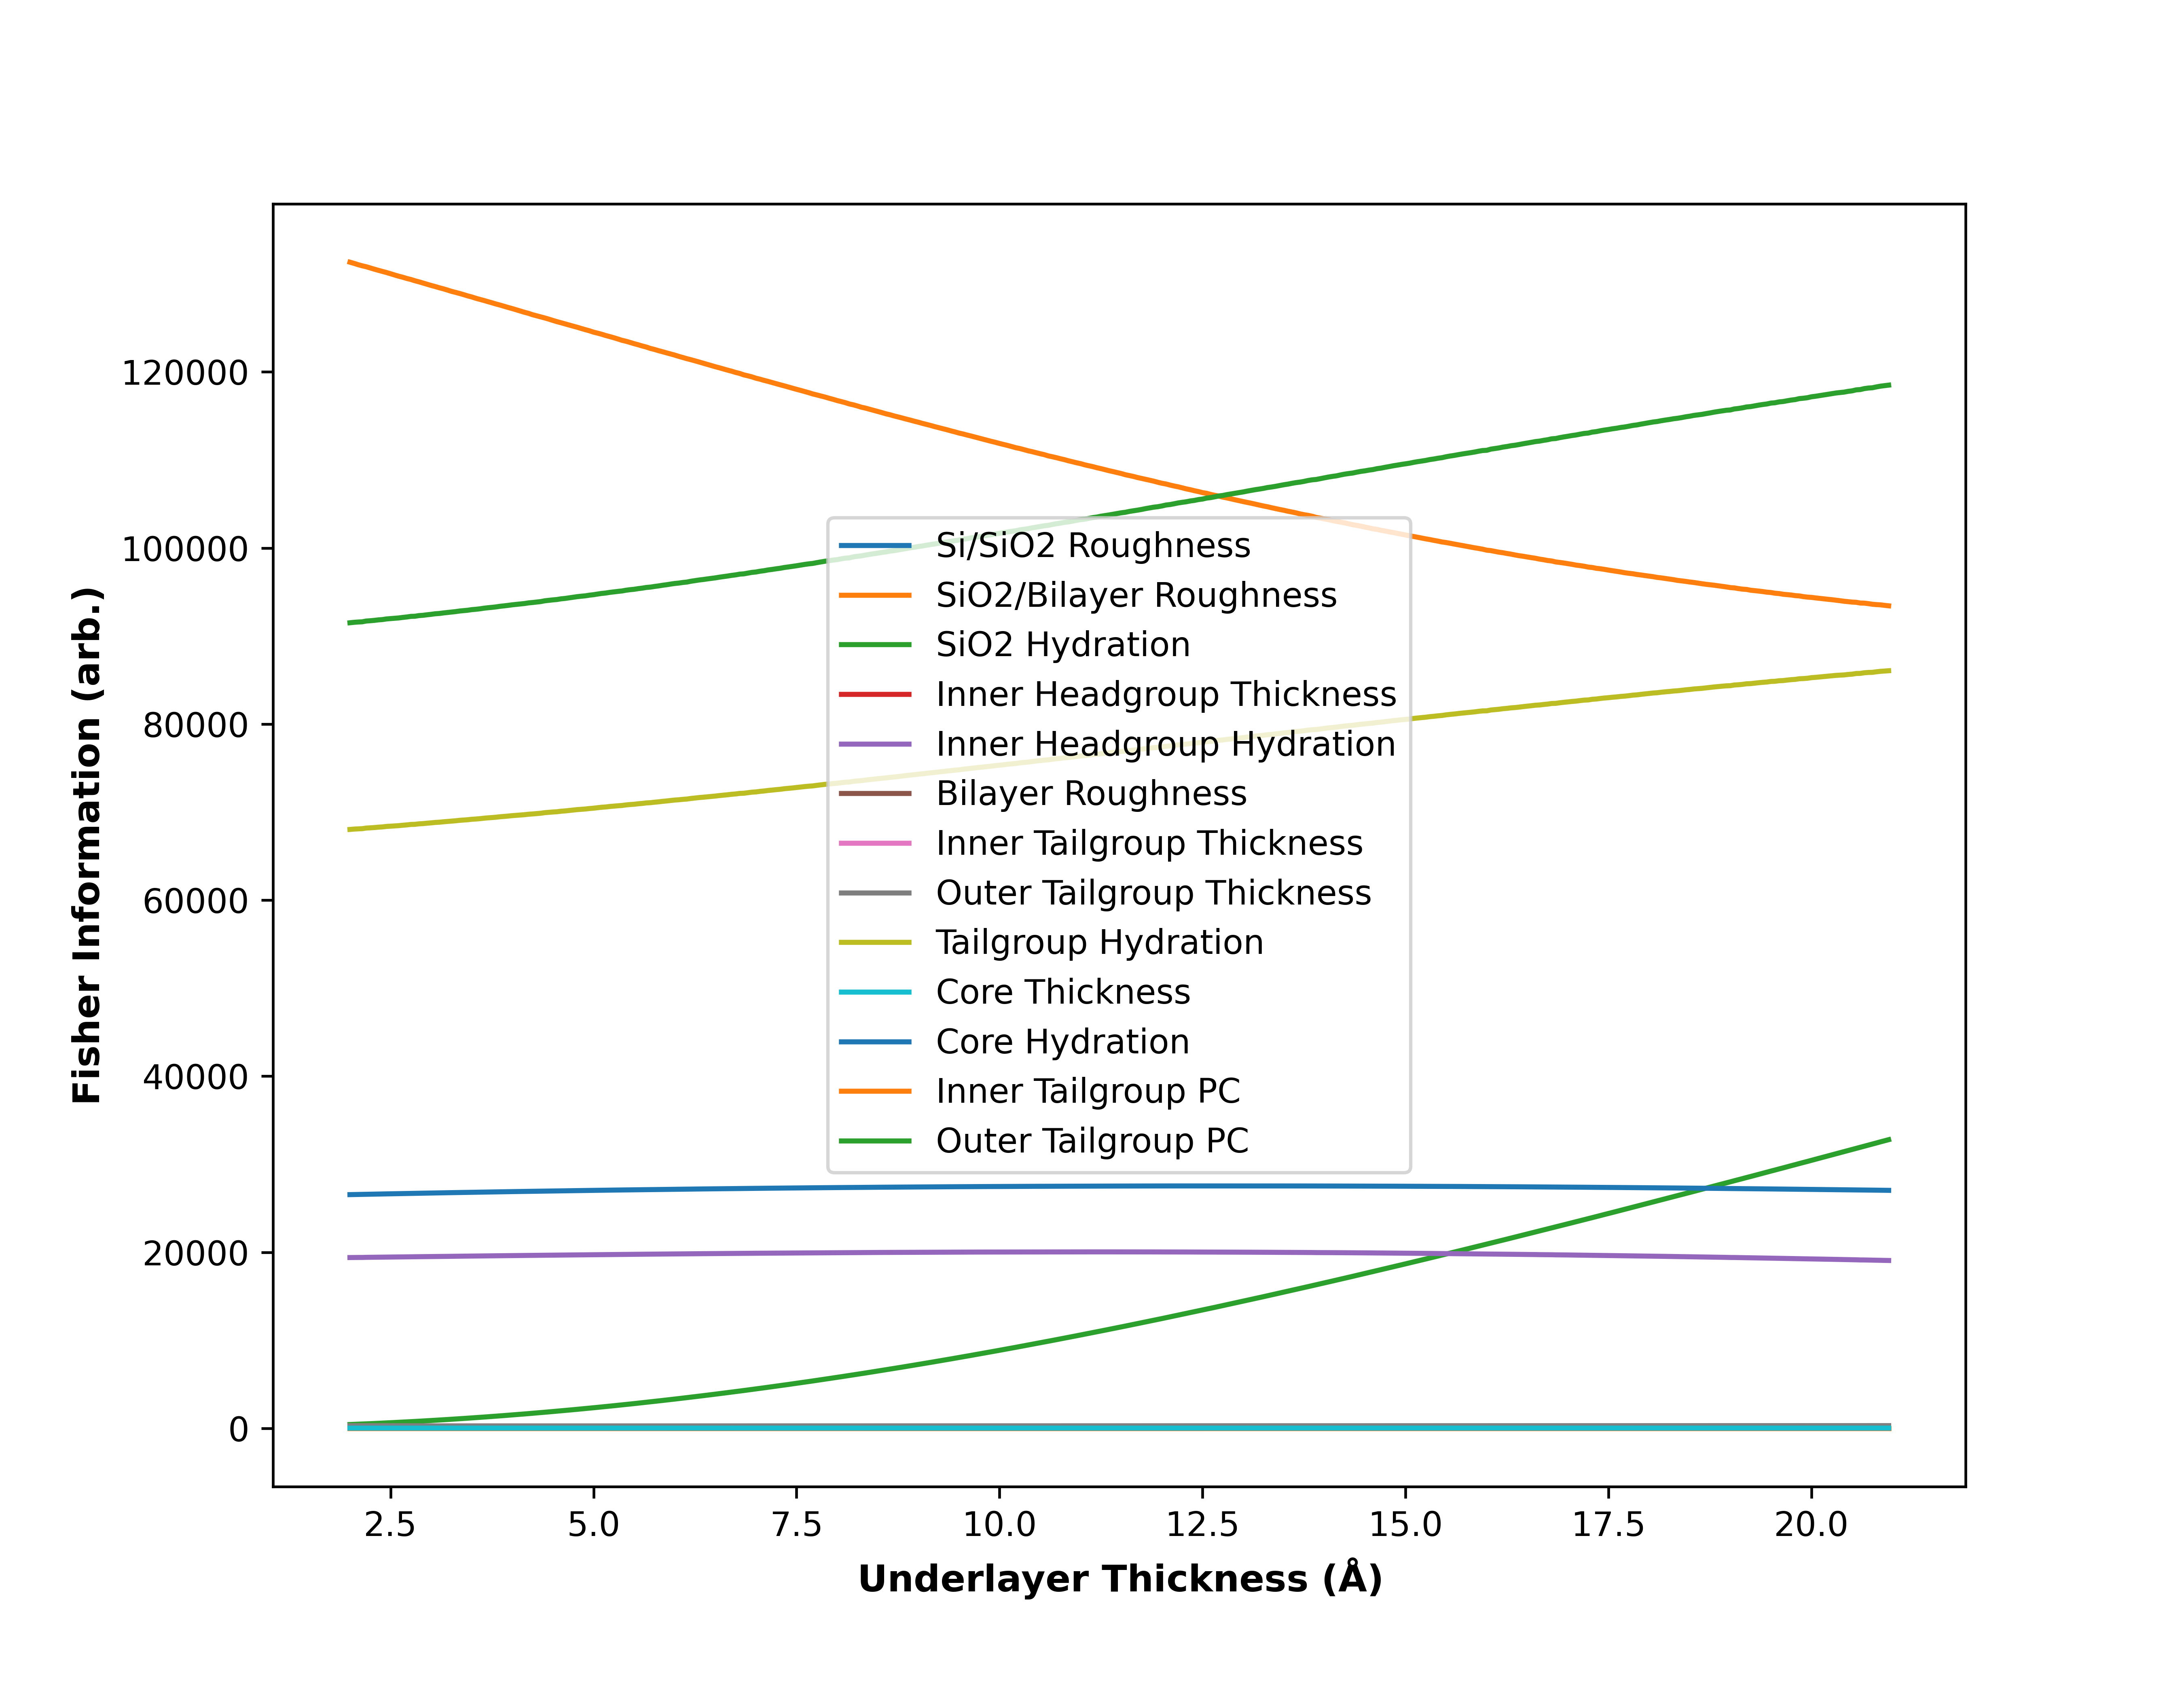 120000
100000
80000
60000
40000
20000
0
Fisher Information (arb.)
Si/SiO2 Roughness
SiO2/Bilayer Roughness
SiO2 Hydration
Inner Headgroup Thickness
Inner Headgroup Hydration
Bilayer Roughness
Inner Tailgroup Thickness
Outer Tailgroup Thickness
Tailgroup Hydration
Core Thickness
Core Hydration
Inner Tailgroup PC
Outer Tailgroup PC
2.5 5.0 7.5 10.0 12.5 15.0 17.5 20.0
Underlayer Thickness (Å)